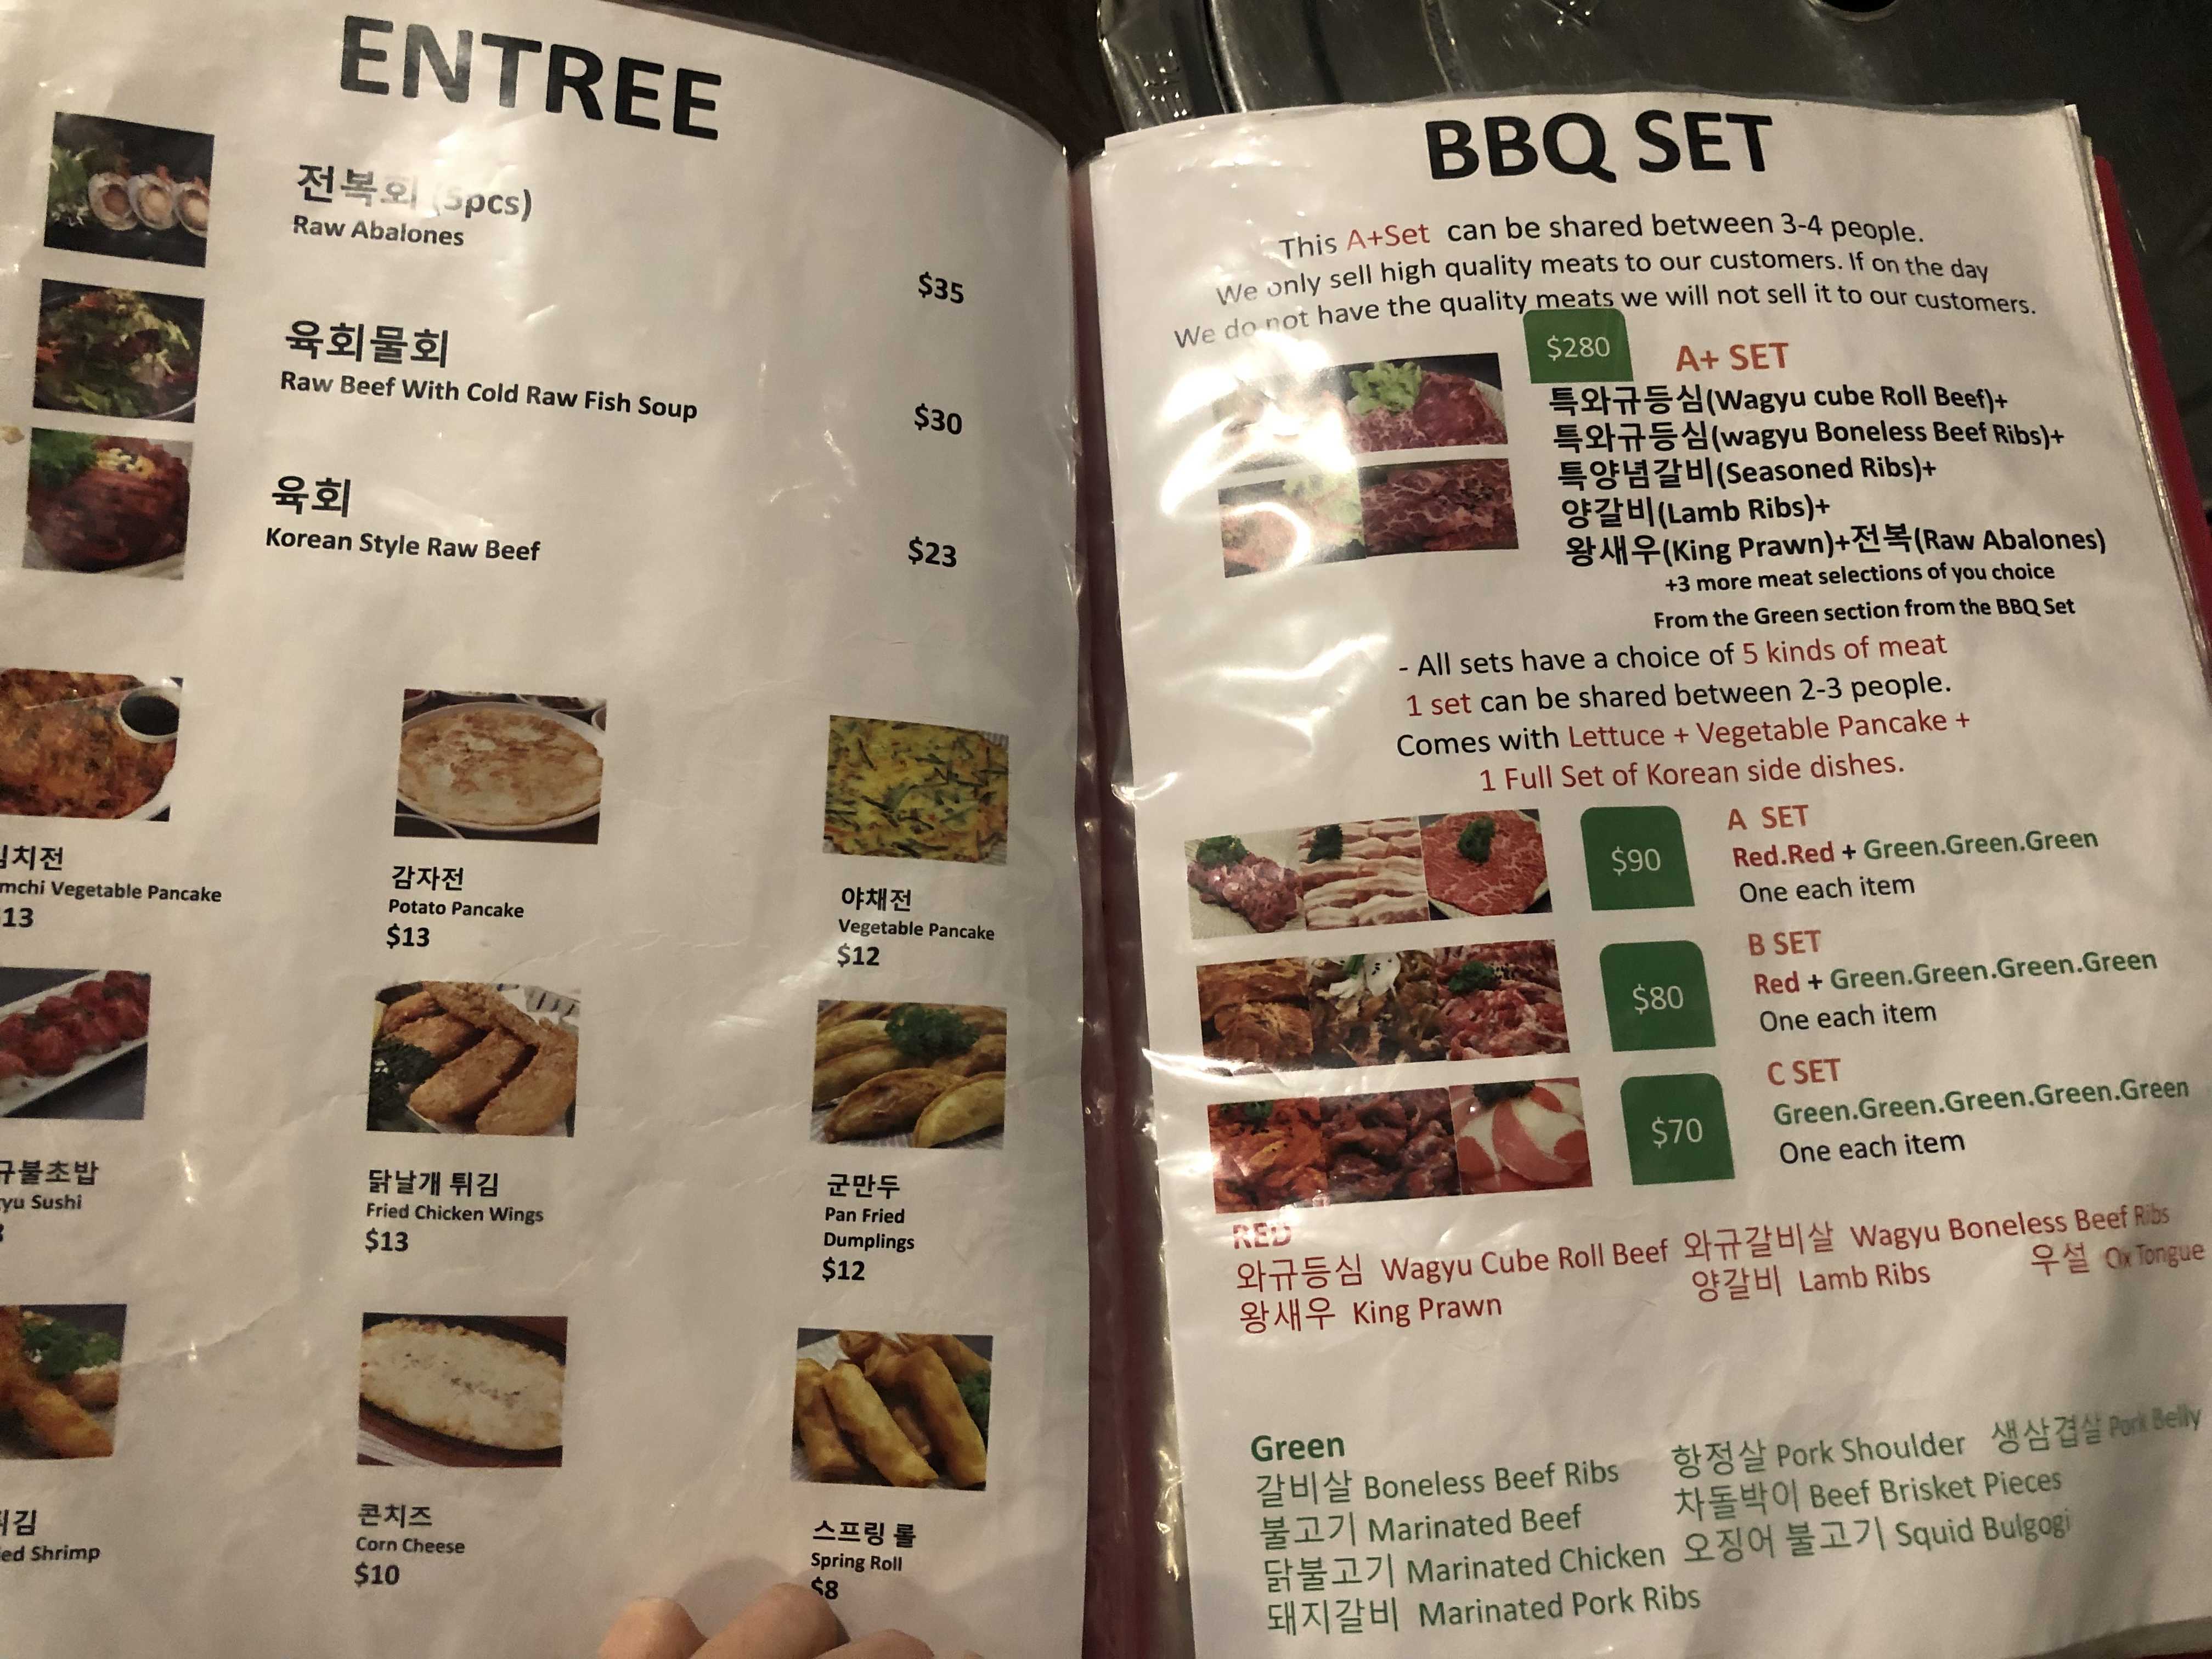 ENTREE
전복회 (5pcs)
Raw Abalones
$35
육회물회
Raw Beef With Cold Raw Fish Soup
$30
육회
Korean Style Raw Beef
$23
치전
mchi Vegetable Pancake
13
감자전
Potato Pancake
$13
야채전
Vegetable Pancake
$12
규불초밥
yu Sushi
닭날개 튀김
Fried Chicken Wings
$13
군만두
Pan Fried
Dumplings
$12
튀김
ied Shrimp
콘치즈
Corn Cheese
$10
스프링 롤
Spring Roll
$8
BBQ SET
This A+Set can be shared between 3-4 people.
We only sell high quality meats to our customers. If on the day
We do not have the quality meats we will not sell it to our customers.
$280
A+ SET
특와규등심(Wagyu cube Roll Beef)+
특와규등심(wagyu Boneless Beef Ribs)+
특양념갈비(Seasoned Ribs)+
양갈비(Lamb Ribs)+
왕새우(King Prawn)+전복(Raw Abalones)
+3 more meat selections of you choice
From the Green section from the BBQ Set
- All sets have a choice of 5 kinds of meat
1 set can be shared between 2-3 people.
Comes with Lettuce + Vegetable Pancake +
1 Full Set of Korean side dishes.
$90
A SET
Red.Red + Green.Green.Green
One each item
$80
B SET
Red + Green.Green.Green.Green
One each item
$70
C SET
Green.Green.Green.Green.Green
One each item
RED
와규등심 Wagyu Cube Roll Beef 와규갈비살 Wagyu Boneless Beef Ribs
왕새우 King Prawn 양갈비 Lamb Ribs 우설 Ox Tongue
Green
갈비살 Boneless Beef Ribs 항정살 Pork Shoulder 생삼겹살 Pork Belly
불고기 Marinated Beef 차돌박이 Beef Brisket Pieces
닭불고기 Marinated Chicken 오징어 불고기 Squid Bulgogi
돼지갈비 Marinated Pork Ribs